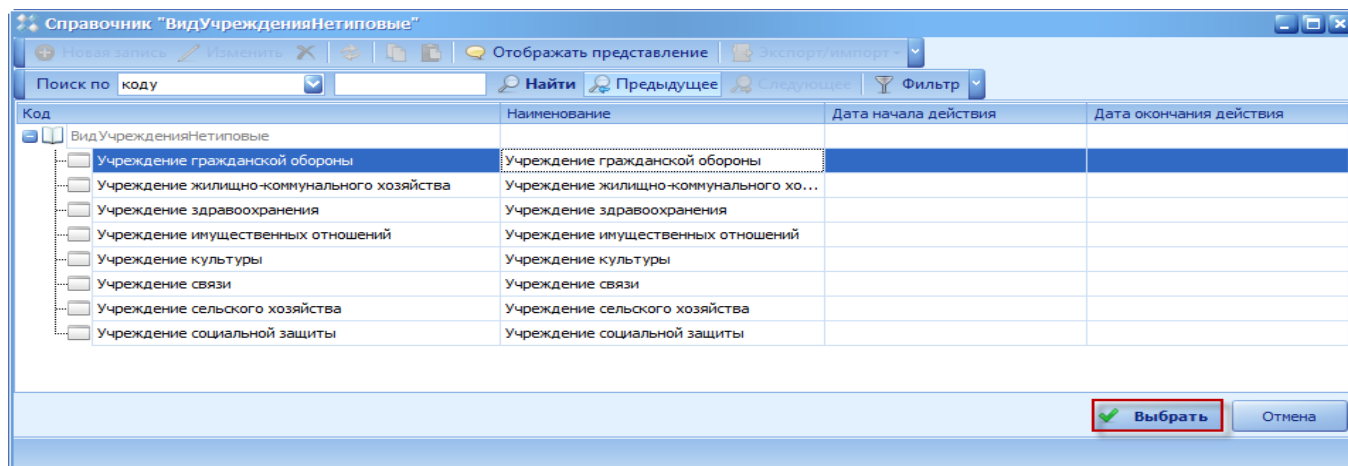 Справочник "ВидУчрежденияНетиповые"
Новая запись Изменить Отображать представление Экспорт/импорт
Поиск по коду Найти Предыдущее Следующее Фильтр
Код Наименование Дата начала действия Дата окончания действия
ВидУчрежденияНетиповые
Учреждение гражданской обороны Учреждение гражданской обороны
Учреждение жилищно-коммунального хозяйства Учреждение жилищно-коммунального хо...
Учреждение здравоохранения Учреждение здравоохранения
Учреждение имущественных отношений Учреждение имущественных отношений
Учреждение культуры Учреждение культуры
Учреждение связи Учреждение связи
Учреждение сельского хозяйства Учреждение сельского хозяйства
Учреждение социальной защиты Учреждение социальной защиты
Выбрать Отмена